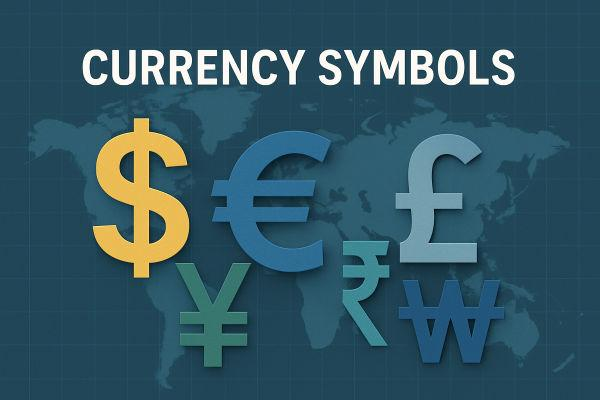 CURRENCY SYMBOLS
$ € £
¥ ₹ ₩